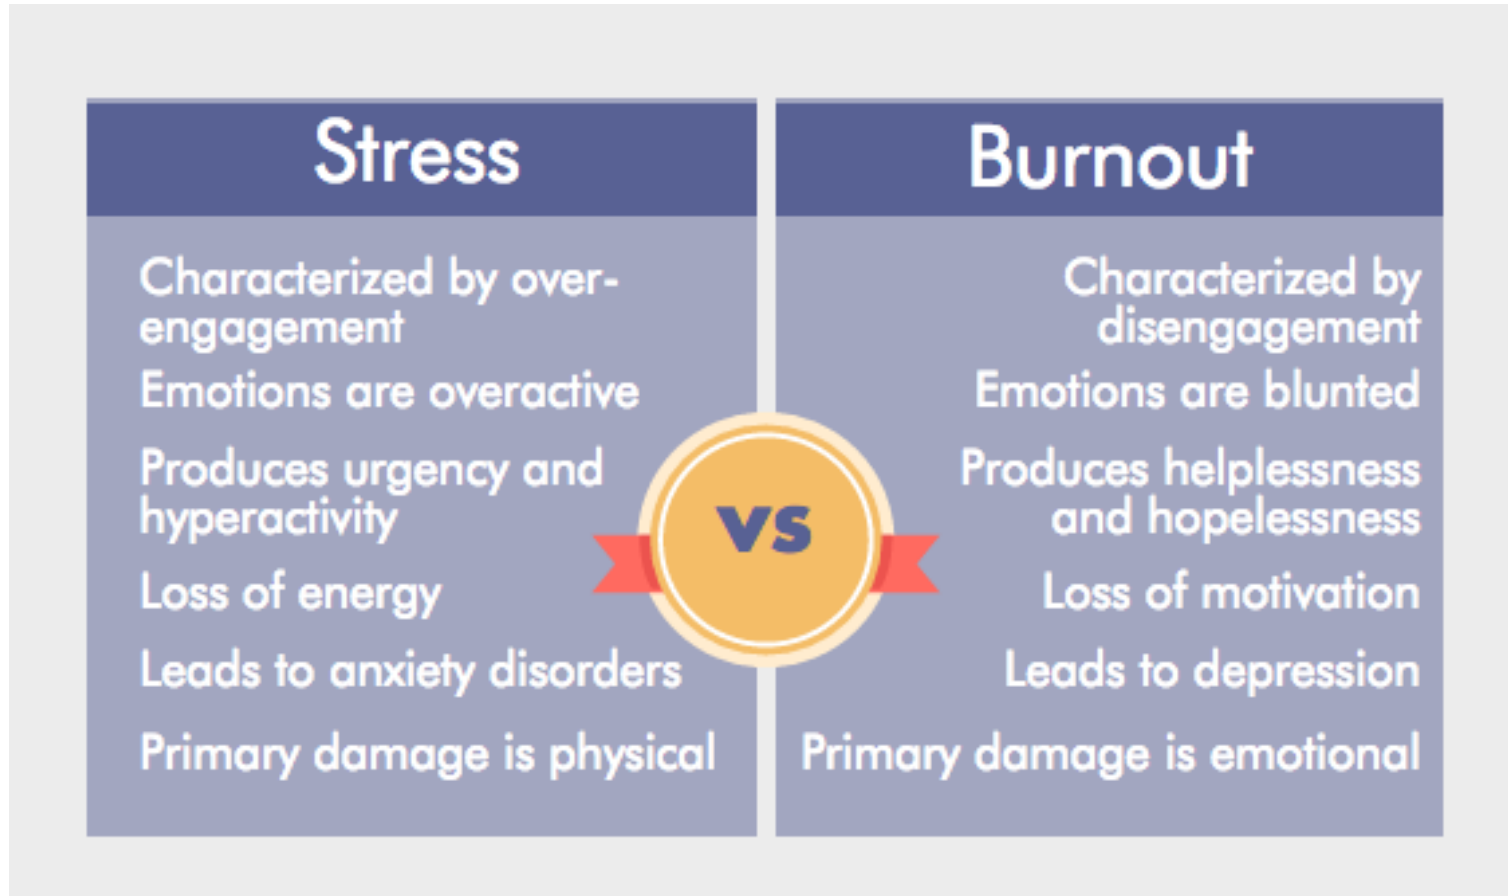 Stress
Characterized by over-
engagement
Emotions are overactive
Produces urgency and
hyperactivity
Loss of energy
Leads to anxiety disorders
Primary damage is physical
vs
Burnout
Characterized by
disengagement
Emotions are blunted
Produces helplessness
and hopelessness
Loss of motivation
Leads to depression
Primary damage is emotional